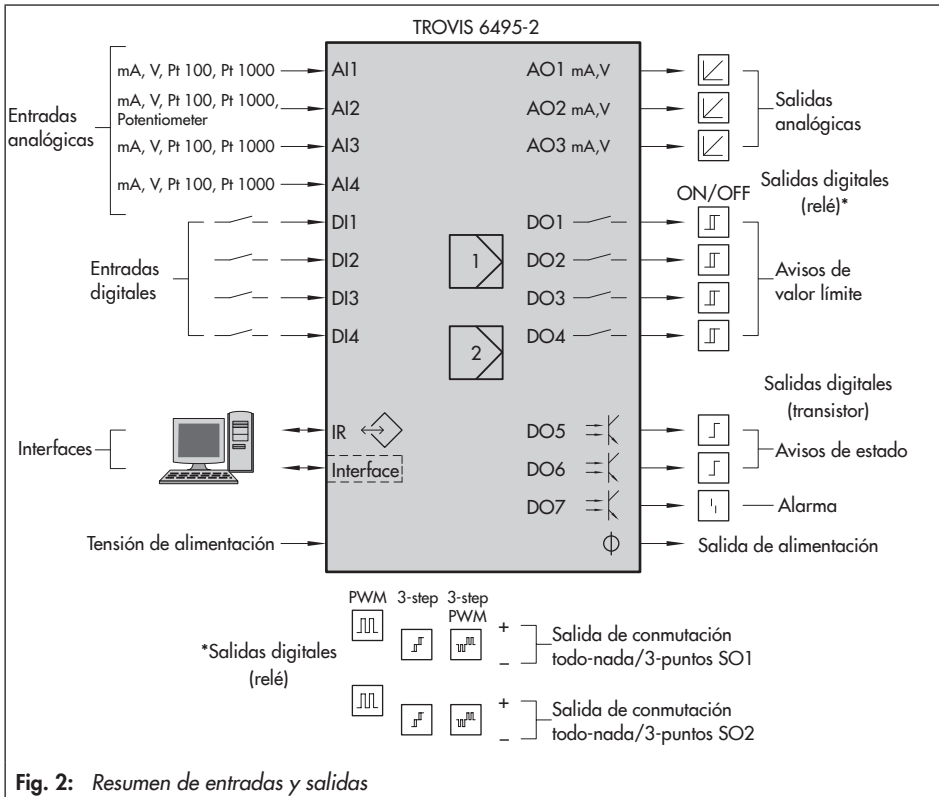 TROVIS 6495-2
Entradas
analógicas
mA, V, Pt 100, Pt 1000
AI1
mA, V, Pt 100, Pt 1000,
Potentiometer
AI2
mA, V, Pt 100, Pt 1000
AI3
mA, V, Pt 100, Pt 1000
AI4
AO1 mA,V
AO2 mA,V
AO3 mA,V
Salidas
analógicas
Entradas
digitales
DI1
DI2
DI3
DI4
1
2
DO1
DO2
DO3
DO4
ON/OFF
Salidas digitales
(relé)*
Avisos de
valor límite
Interfaces
IR
Interface
DO5
DO6
DO7
Salidas digitales
(transistor)
Avisos de estado
Alarma
Tensión de alimentación
Salida de alimentación
*Salidas digitales
(relé)
PWM
3-step
3-step
PWM
+
−
Salida de conmutación
todo-nada/3-puntos SO1
+
−
Salida de conmutación
todo-nada/3-puntos SO2
Fig. 2: Resumen de entradas y salidas